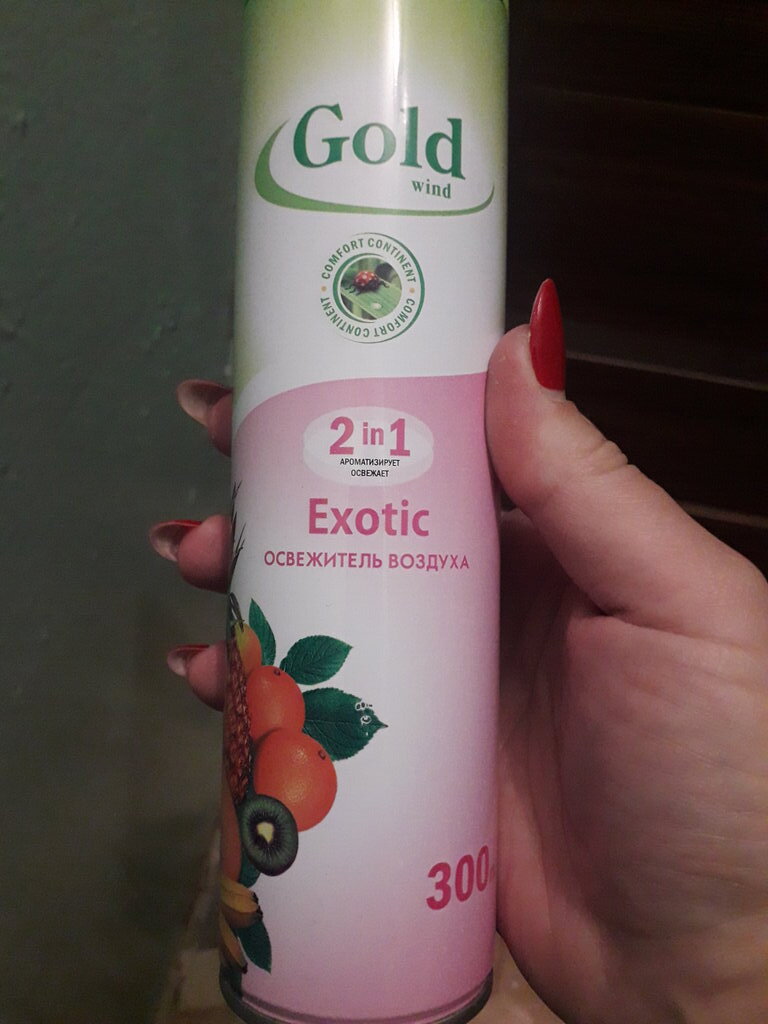 Gold
wind
COMFORT CONTINENT
COMFORT CONTINENT
2 in 1
АРОМАТИЗИРУЕТ
ОСВЕЖАЕТ
Exotic
ОСВЕЖИТЕЛЬ ВОЗДУХА
300